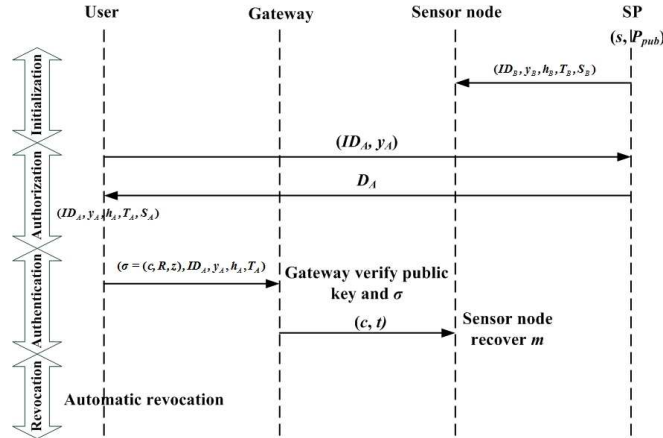 User Gateway Sensor node SP
(s, P_pub)
Initialization
(ID_B, y_B, h_B, T_B, S_B)
Authorization
(ID_A, y_A)
D_A
(ID_A, y_A, h_A, T_A, S_A)
Authentication
(σ = (c, R, z), ID_A, y_A, h_A, T_A)
Gateway verify public
key and σ
(c, t)
Sensor node
recover m
Revocation
Automatic revocation